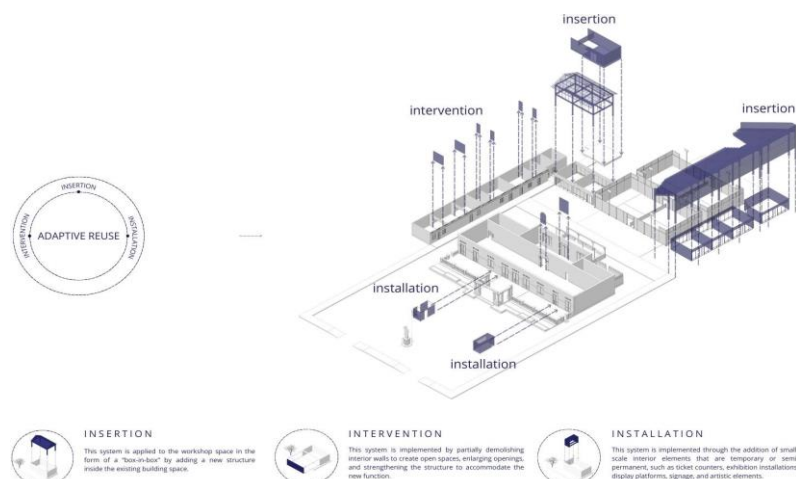 insertion
intervention
insertion
INSERTION
INTERVENTION
INSTALLATION
ADAPTIVE REUSE
installation
installation
INSERTION
This system is applied to the workshop space in the
form of a "box-in-box" by adding a new structure
inside the existing building space.
INTERVENTION
This system is implemented by partially demolishing
interior walls to create open spaces, enlarging openings,
and strengthening the structure to accommodate the
new function.
INSTALLATION
This system is implemented through the addition of small
scale interior elements that are temporary or semi
permanent, such as ticket counters, exhibition installations
display platforms, signage, and artistic elements.